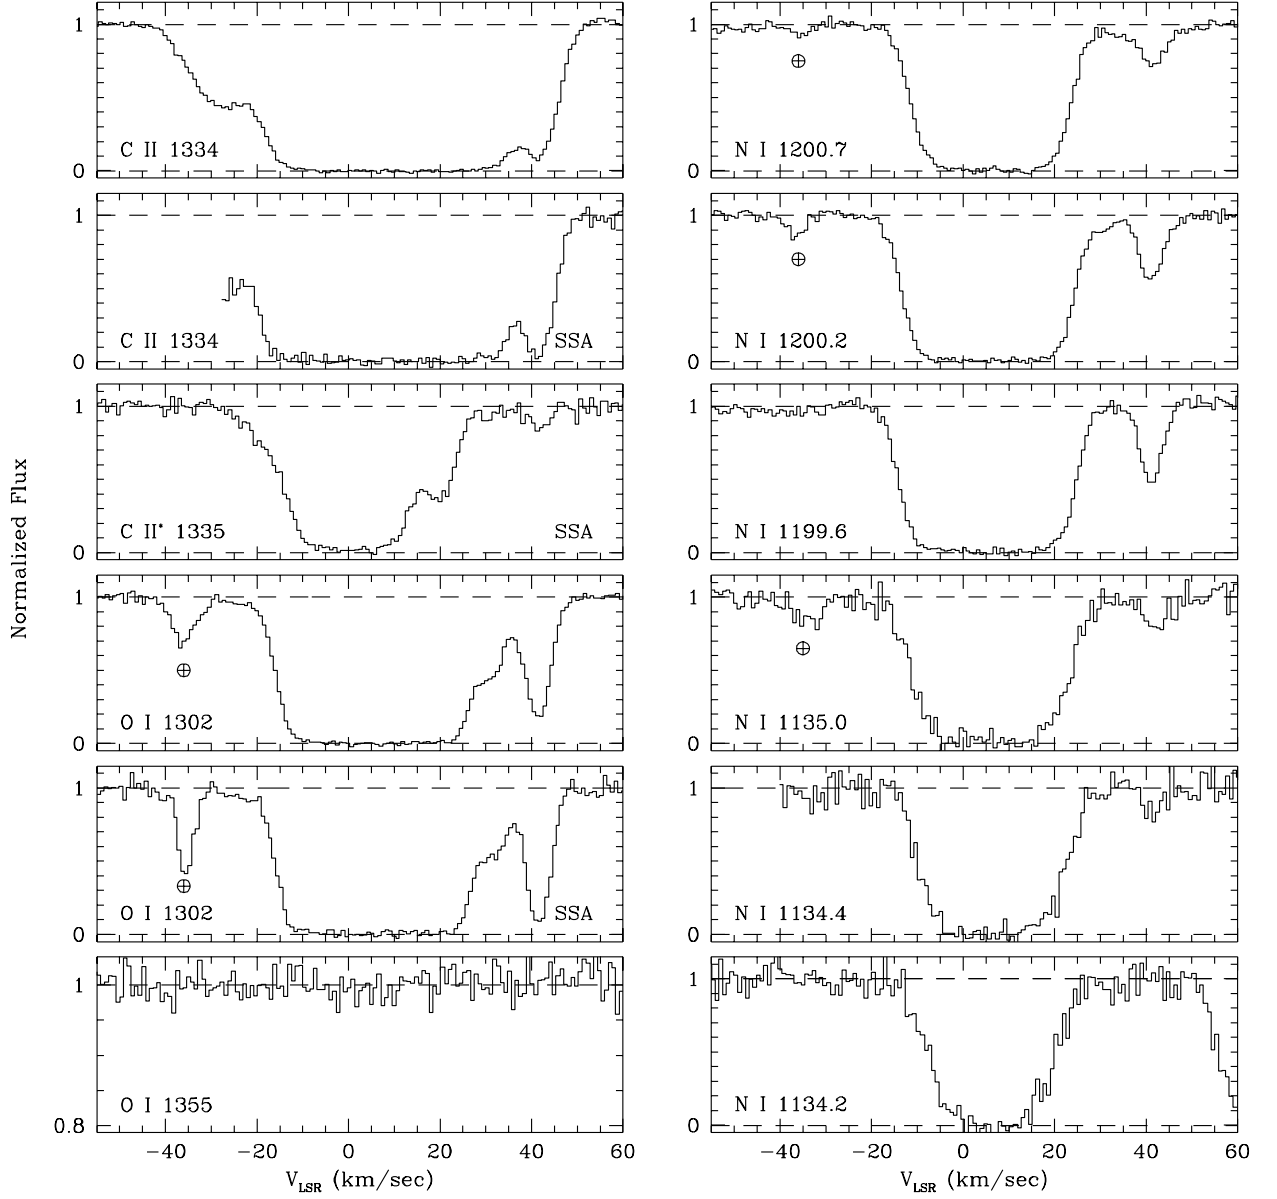 Normalized Flux
1
0
C II 1334
1
0
C II 1334 SSA
1
0
C II* 1335 SSA
1
0
⊕
O I 1302
1
0
⊕
O I 1302 SSA
1
0.8
O I 1355
−40 −20 0 20 40 60
V_LSR (km/sec)
1
0
⊕
N I 1200.7
1
0
⊕
N I 1200.2
1
0
N I 1199.6
1
0
⊕
N I 1135.0
1
0
N I 1134.4
1
0
N I 1134.2
−40 −20 0 20 40 60
V_LSR (km/sec)